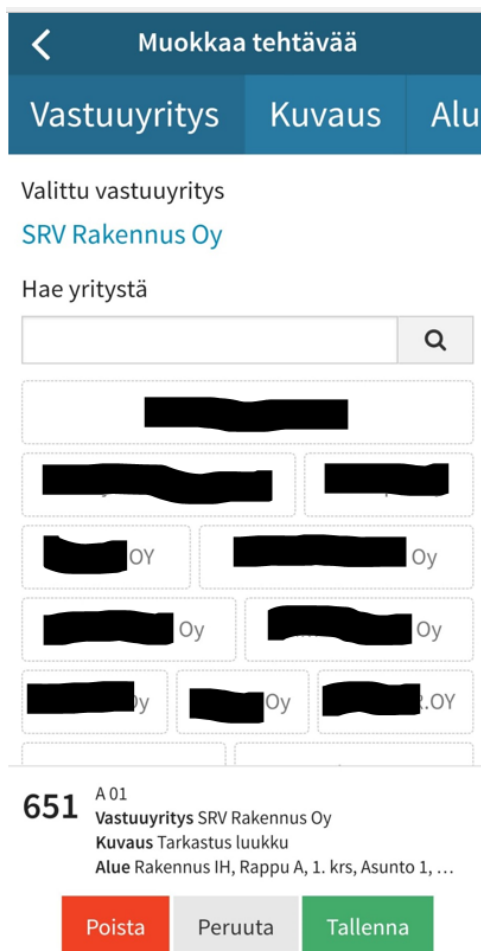 Muokkaa tehtävää
Vastuuyritys Kuvaus Alu
Valittu vastuuyritys
SRV Rakennus Oy
Hae yritystä
OY Oy
Oy Oy
Oy .OY
651 A 01
Vastuuyritys SRV Rakennus Oy
Kuvaus Tarkastus luukku
Alue Rakennus IH, Rappu A, 1. krs, Asunto 1, ...
Poista Peruuta Tallenna